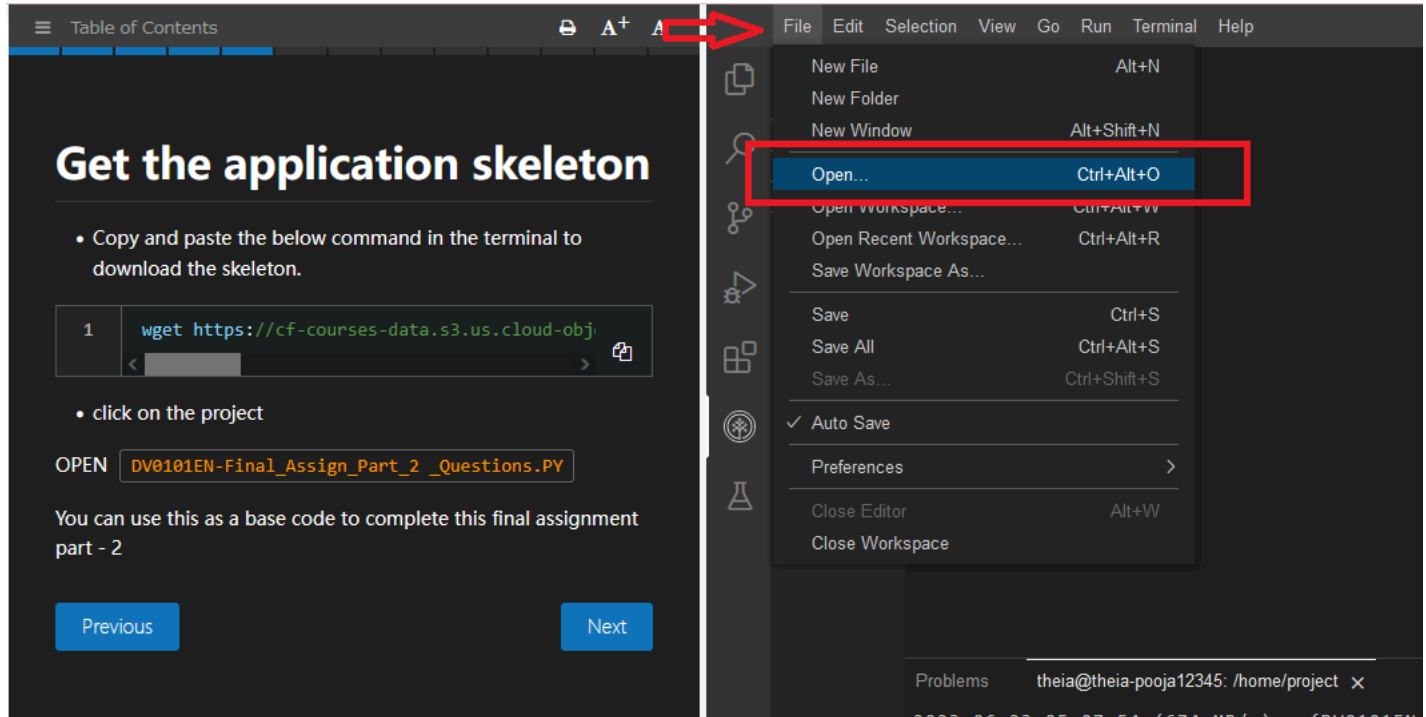 Table of Contents
A+
A
Get the application skeleton
• Copy and paste the below command in the terminal to
download the skeleton.
1 wget https://cf-courses-data.s3.us.cloud-obj
• click on the project
OPEN DV0101EN-Final_Assign_Part_2 _Questions.PY
You can use this as a base code to complete this final assignment
part - 2
Previous Next
File Edit Selection View Go Run Terminal Help
New File Alt+N
New Folder
New Window Alt+Shift+N
Open... Ctrl+Alt+O
Open Workspace... Ctrl+Alt+W
Open Recent Workspace... Ctrl+Alt+R
Save Workspace As...
Save Ctrl+S
Save All Ctrl+Alt+S
Save As... Ctrl+Shift+S
✓ Auto Save
Preferences >
Close Editor Alt+W
Close Workspace
Problems theia@theia-pooja12345: /home/project ×